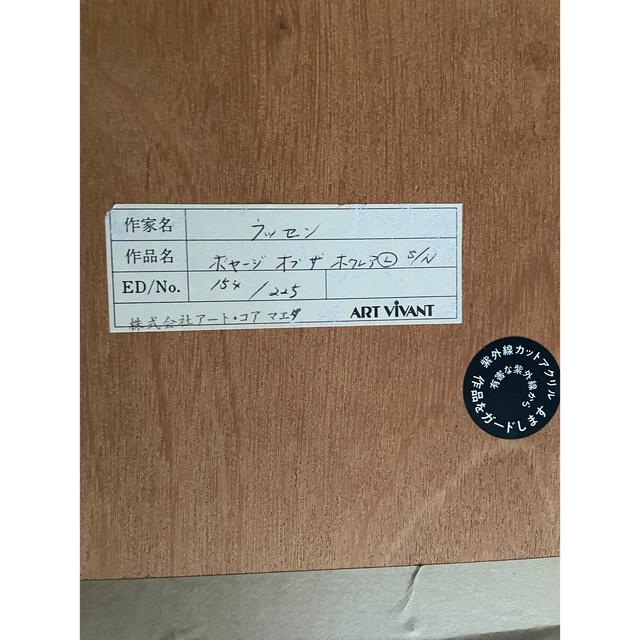 作家名 ラッセン
作品名 ボヤージ オブ ザ ホクレア Ⓛ S/N
ED/No. /225
株式会社アート・コア マエダ ART VIVANT
紫外線カットアクリル
有害な紫外線から
作品をガードします